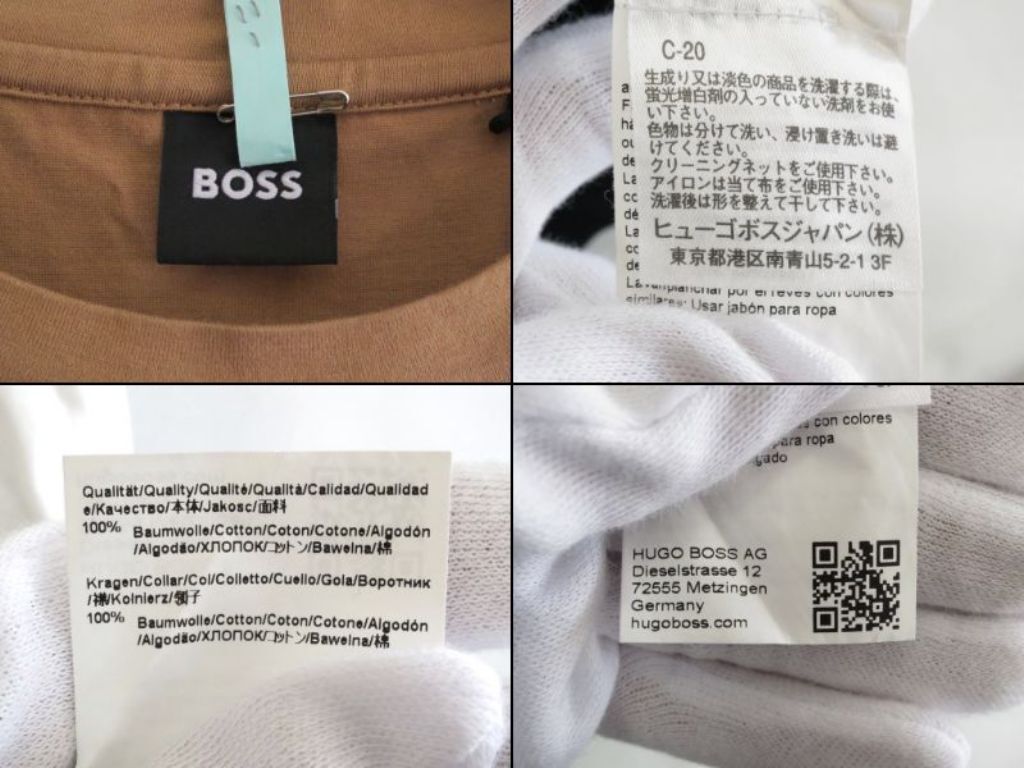 BOSS
C-20
生成り又は淡色の商品を洗濯する際は、
蛍光増白剤の入っていない洗剤をお使
い下さい。
色物は分けて洗い、浸け置き洗いは避
けてください。
クリーニングネットをご使用下さい。
アイロンは当て布をご使用下さい。
洗濯後は形を整えて干して下さい。
ヒューゴボスジャパン(株)
東京都港区南青山5-2-1 3F
por el revés con colores
similares: Usar jabón para ropa
Qualität/Quality/Qualité/Qualità/Calidad/Qualidad
e/Качество/本体/Jakosc/面料
100% Baumwolle/Cotton/Coton/Cotone/Algodón
/Algodão/ХЛОПОК/コットン/Bawelna/棉
Kragen/Collar/Col/Colletto/Cuello/Gola/Воротник
/襟/Kolnierz/领子
100% Baumwolle/Cotton/Coton/Cotone/Algodón
/Algodão/ХЛОПОК/コットン/Bawelna/棉
con colores
para ropa
HUGO BOSS AG
Dieselstrasse 12
72555 Metzingen
Germany
hugoboss.com